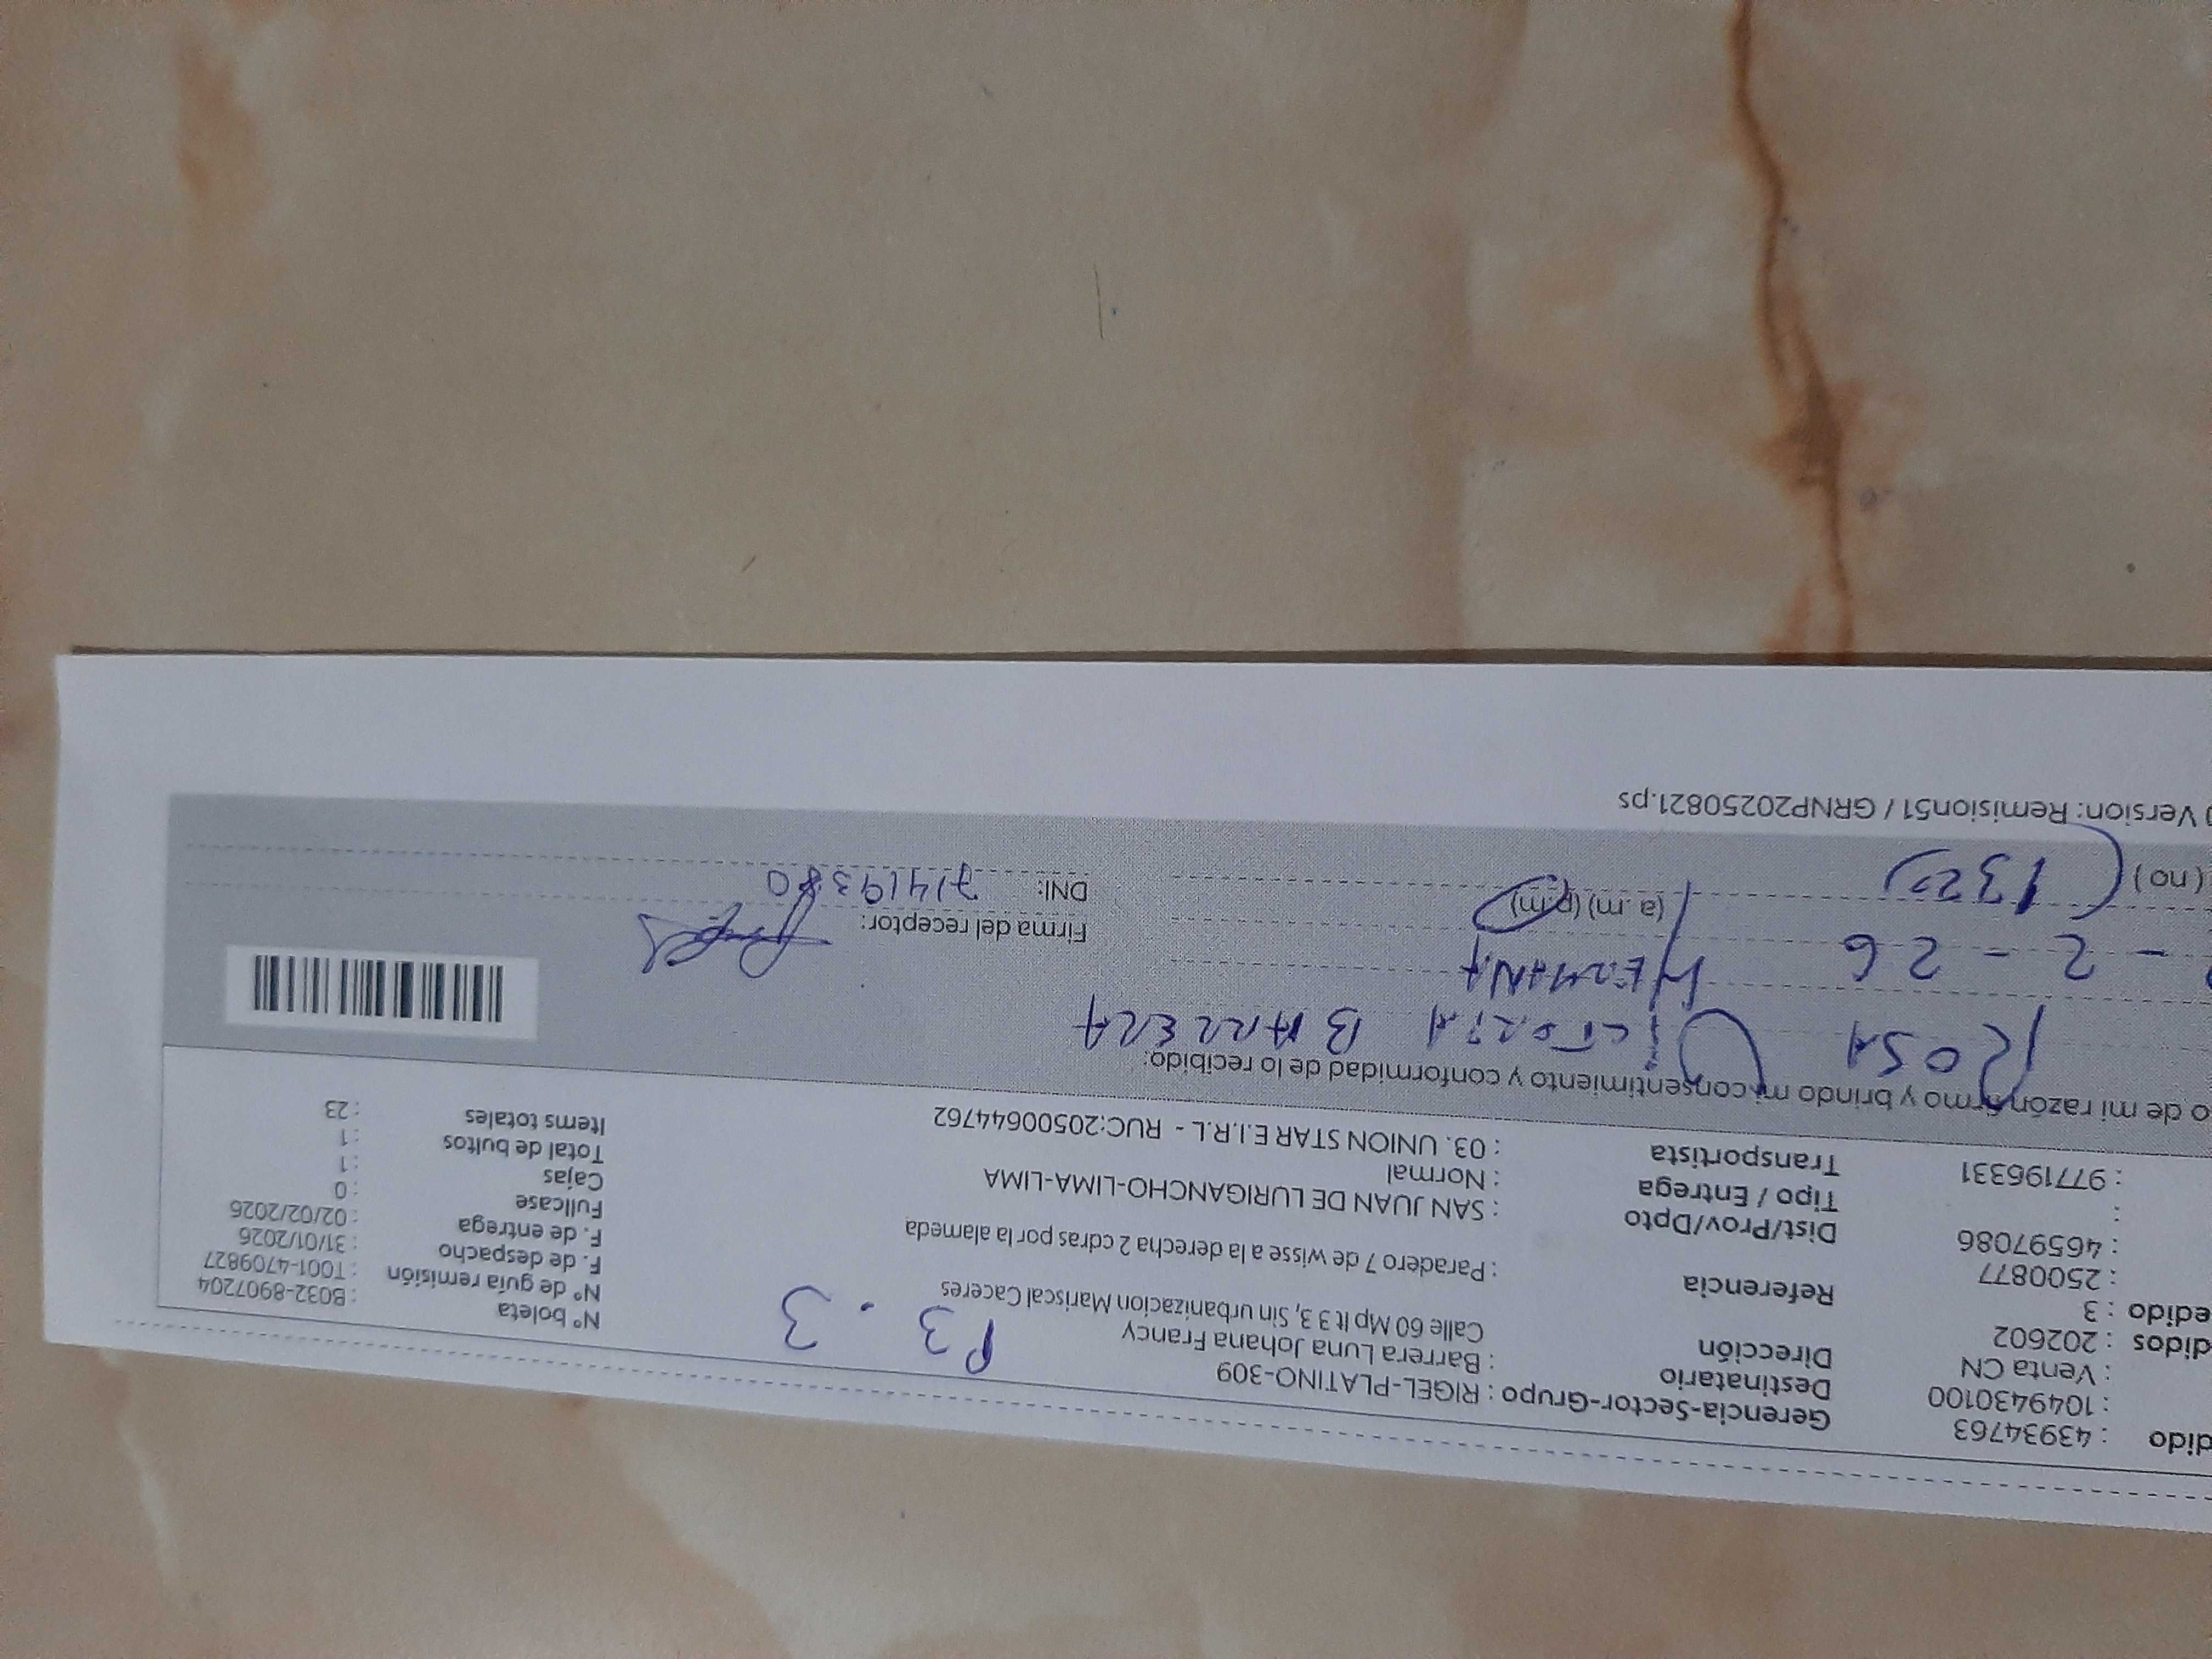 dido : 43934763
: 1049430100
: Venta CN
didos : 202602
edido : 3
: 2500877
: 46597086
:
: 977196331
Gerencia-Sector-Grupo : RIGEL-PLATINO-309
Destinatario : Barrera Luna Johana Francy
Dirección Calle 60 Mp lt 3 3, Sin urbanizacion Mariscal Caceres
Referencia : Paradero 7 de wisse a la derecha 2 cdras por la alameda
Dist/Prov/Dpto : SAN JUAN DE LURIGANCHO-LIMA-LIMA
Tipo / Entrega : Normal
Transportista : 03. UNION STAR E.I.R.L - RUC:20500644762
P3.3
N° boleta : B032-8907204
N° de guía remisión : T001-4709827
F. de despacho : 31/01/2026
F. de entrega : 02/02/2026
Fullcase : 0
Cajas : 1
Total de bultos : 1
Items totales : 23
o de mi razón firmo y brindo mi consentimiento y conformidad de lo recibido:
ROSA VICTORIA BARRERA
- 2 - 26 HERMANA
Firma del receptor:
( no ) (a .m) (p.m)
DNI: 71419380
Version: Remision51 / GRNP20250821.ps